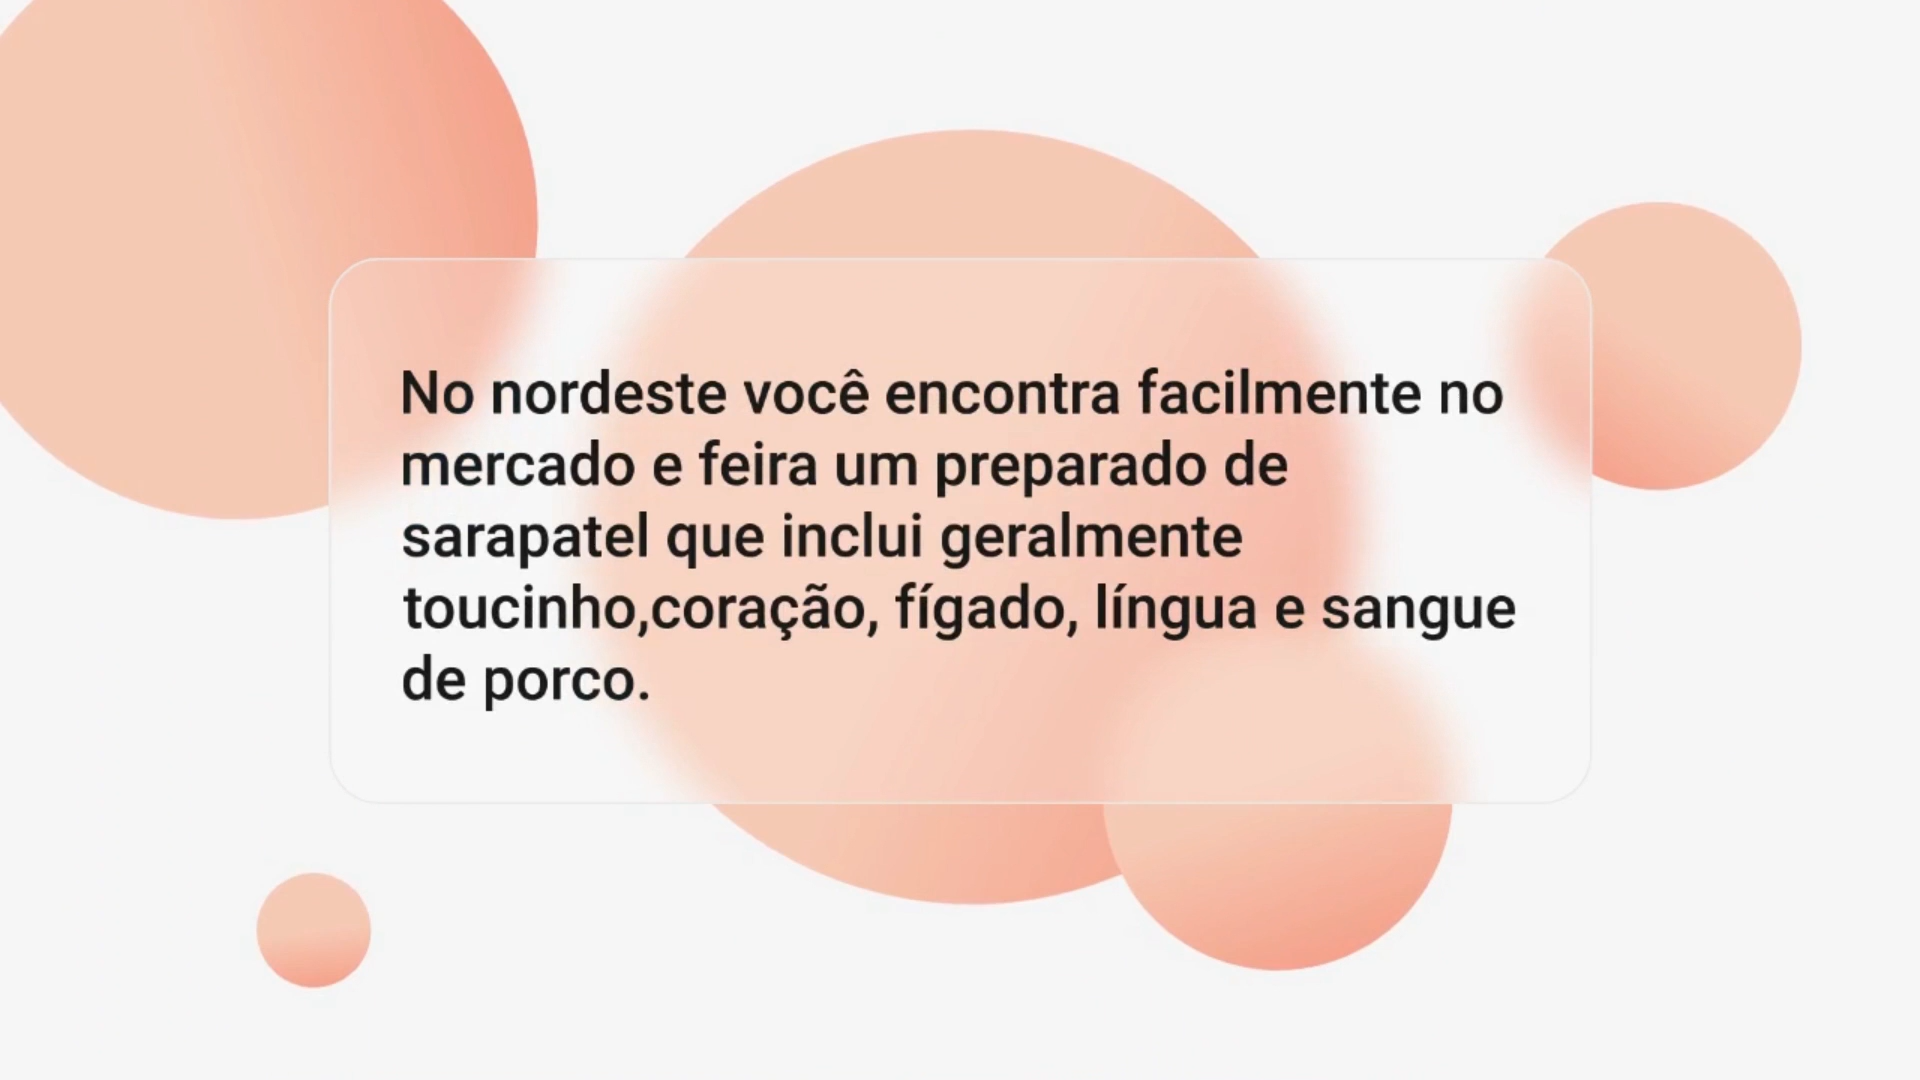 No nordeste você encontra facilmente no
mercado e feira um preparado de
sarapatel que inclui geralmente
toucinho,coração, fígado, língua e sangue
de porco.